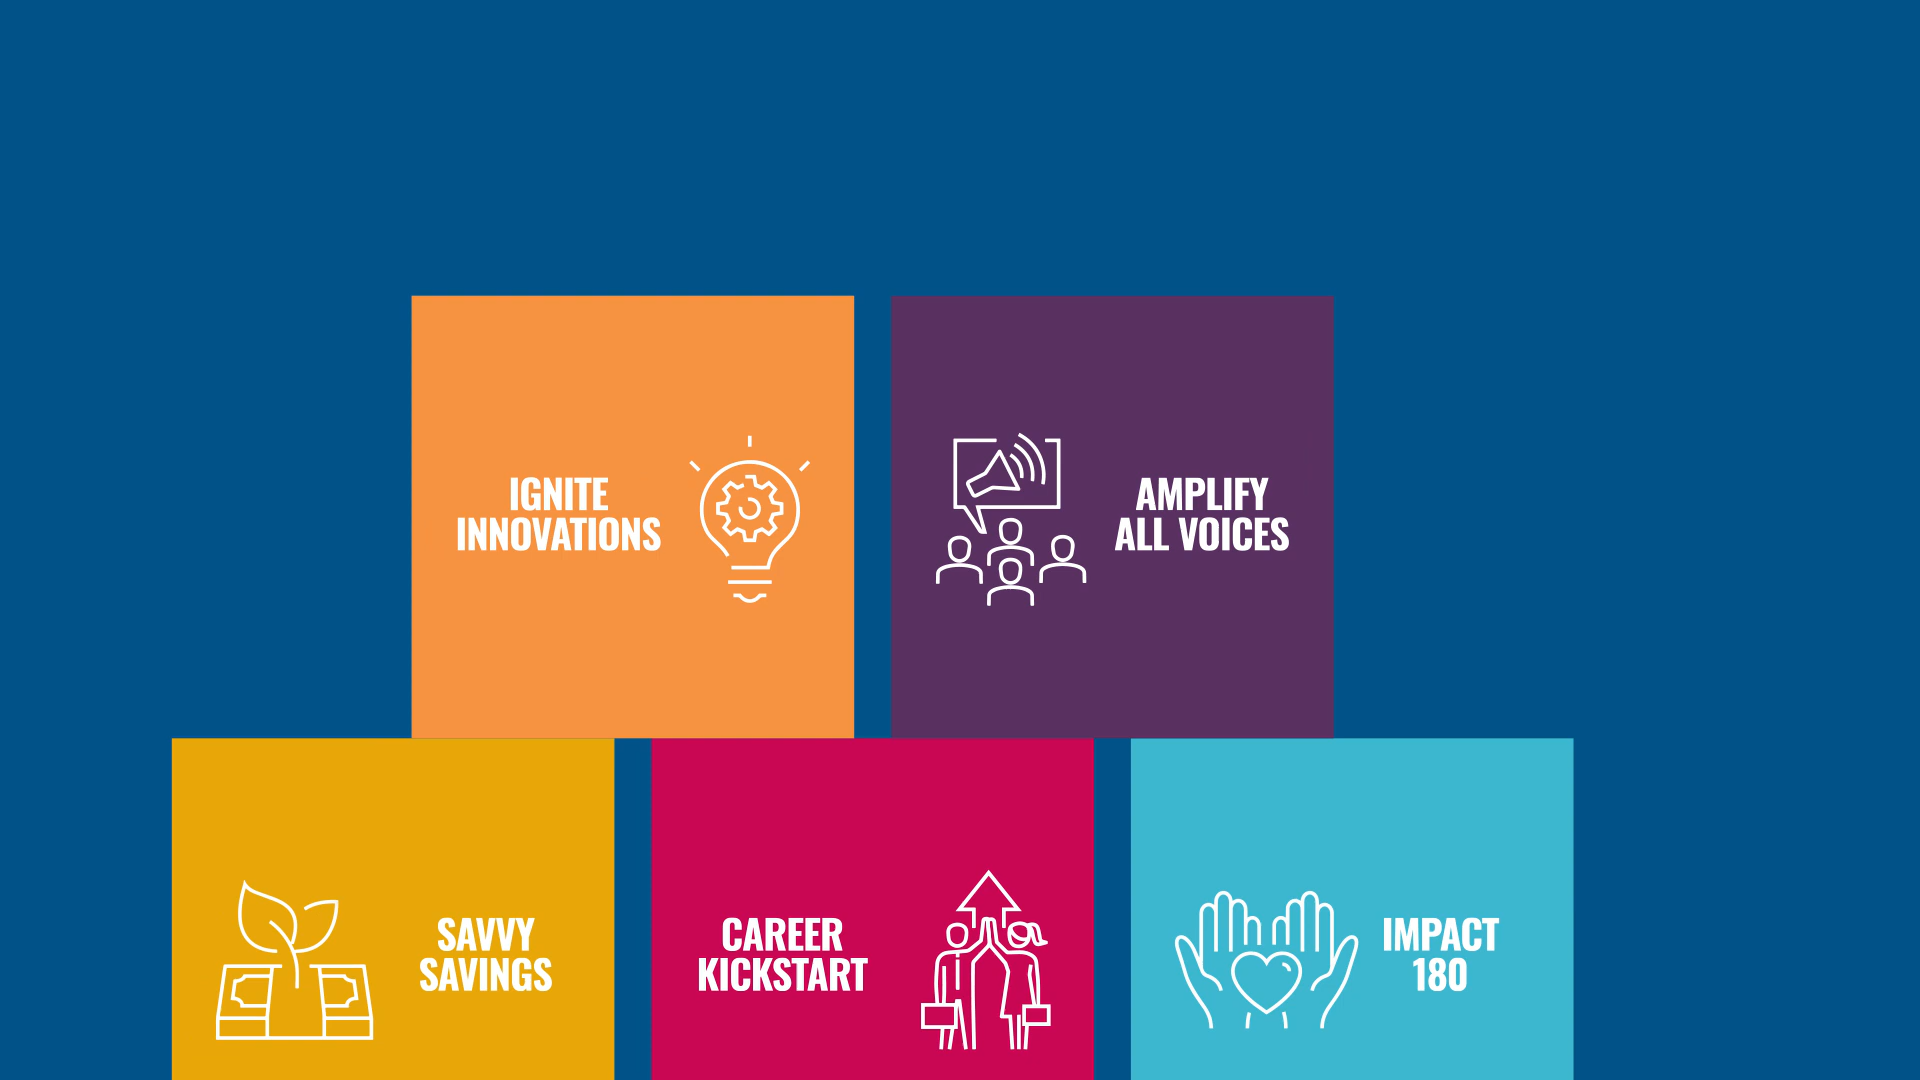 IGNITE
INNOVATIONS
AMPLIFY
ALL VOICES
SAVVY
SAVINGS
CAREER
KICKSTART
IMPACT
180